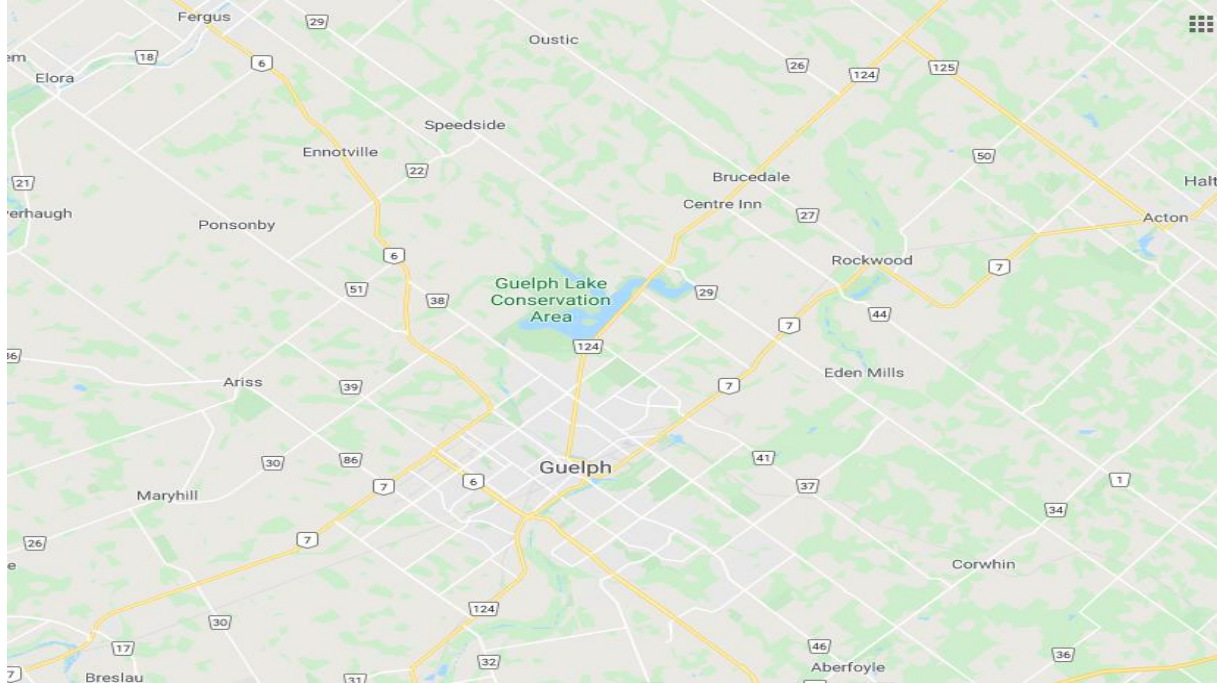 Fergus
29
Oustic
em
18
6
26
124
125
Elora
Speedside
Ennotville
22
50
21
Brucedale
Halt
Centre Inn
verhaugh
Ponsonby
27
Acton
6
Rockwood
7
51
38
Guelph Lake
Conservation
Area
29
44
7
124
36
Ariss
39
7
Eden Mills
30
86
7
6
Guelph
41
37
1
Maryhill
34
26
7
e
Corwhin
124
30
17
32
46
36
7
Breslau
31
Aberfoyle